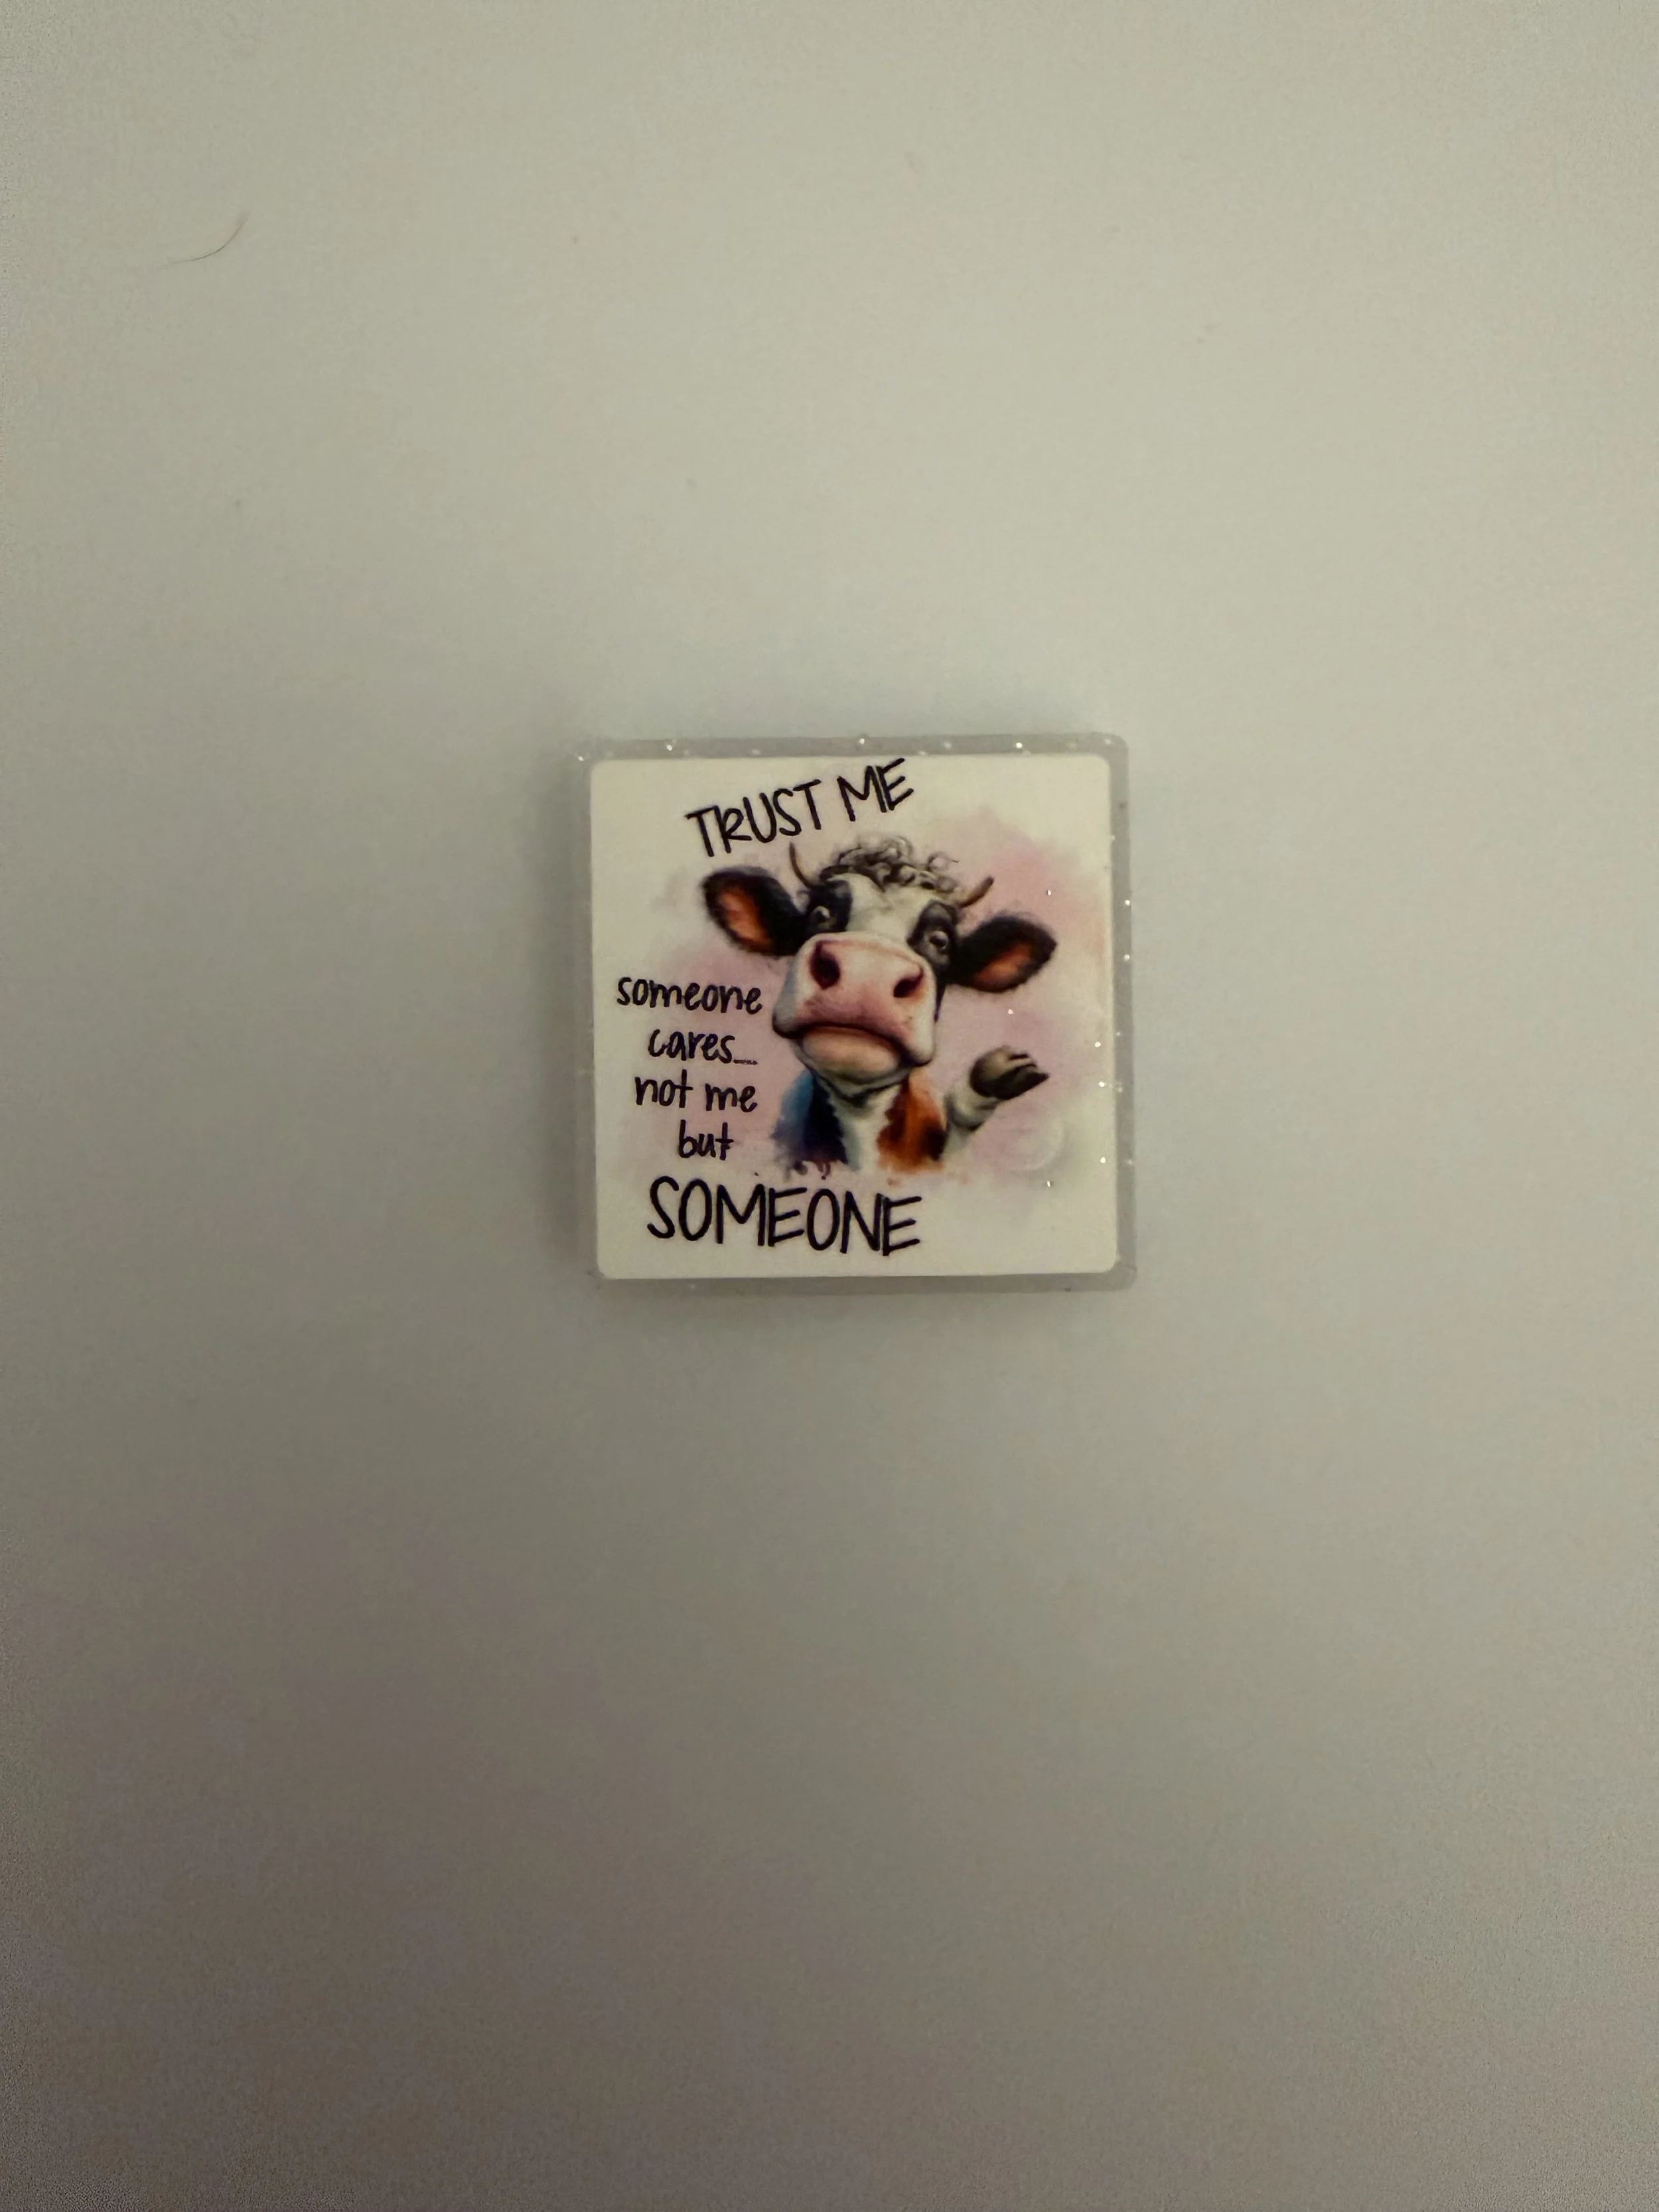 TRUST ME
someone
cares....
not me
but
SOMEONE